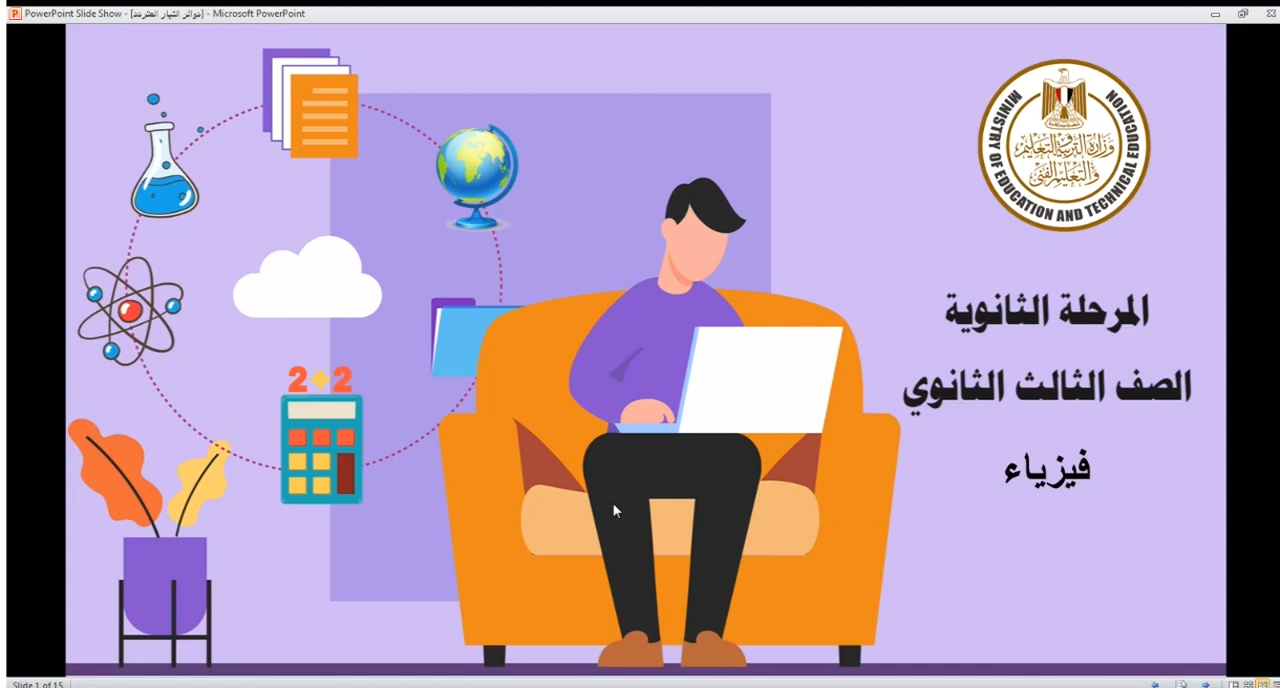 PowerPoint Slide Show - [دوائر التيار المتردد] - Microsoft PowerPoint
MINISTRY OF EDUCATION AND TECHNICAL EDUCATION
وزارة التربية والتعليم
والتعليم الفني
المرحلة الثانوية
الصف الثالث الثانوي
فيزياء
2+2
Slide 1 of 15